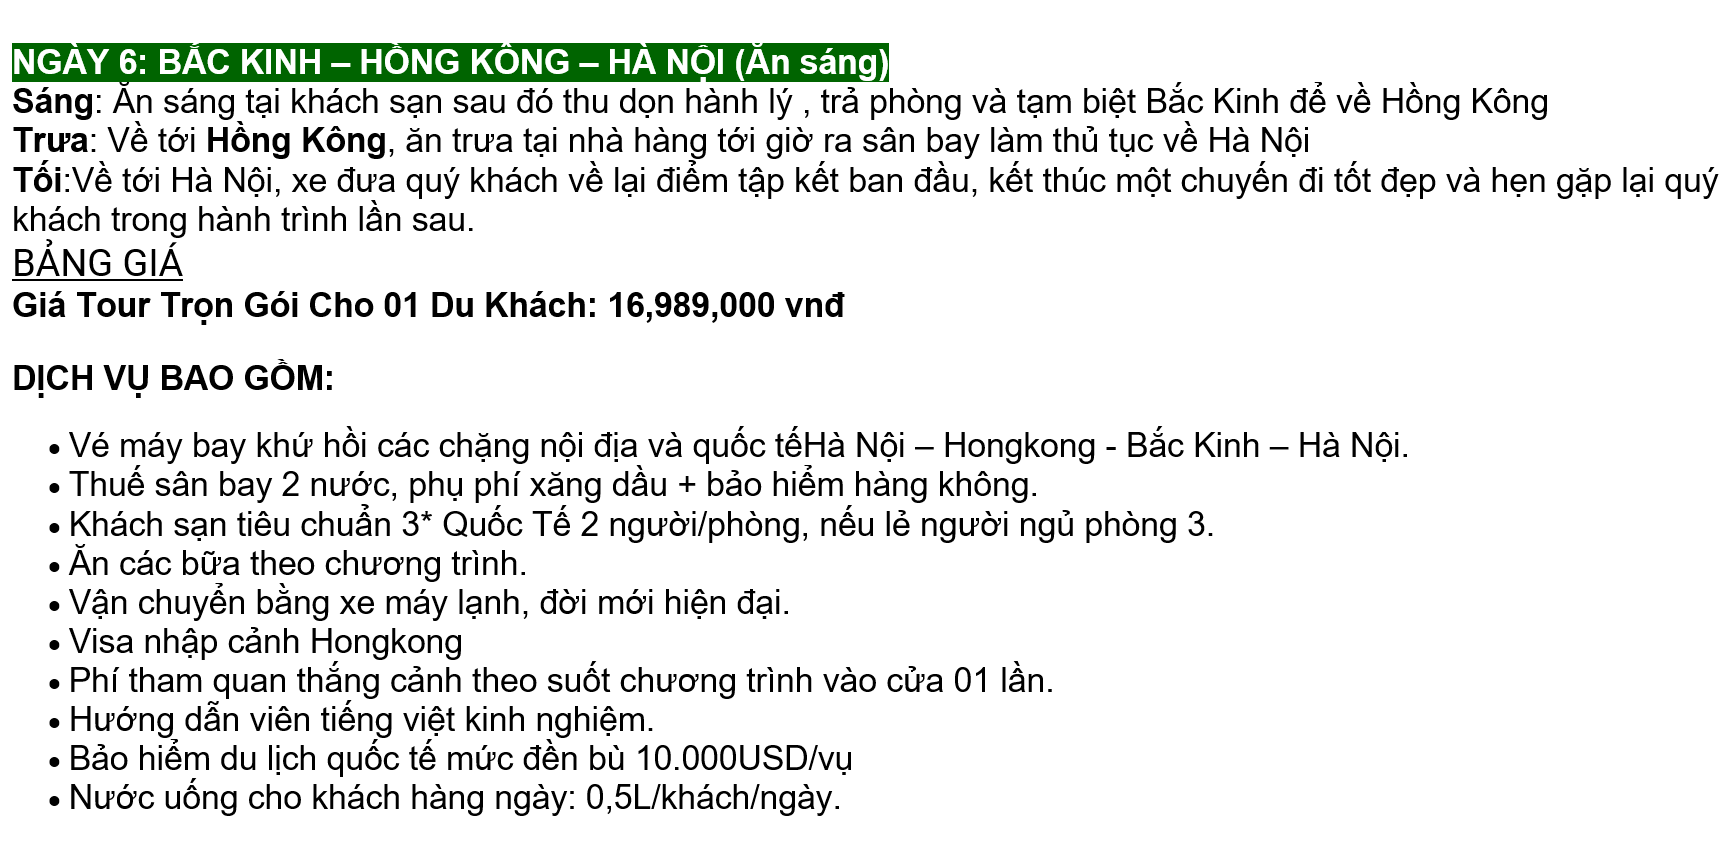 NGÀY 6: BẮC KINH – HỒNG KÔNG – HÀ NỘI (Ăn sáng)
Sáng: Ăn sáng tại khách sạn sau đó thu dọn hành lý , trả phòng và tạm biệt Bắc Kinh để về Hồng Kông
Trưa: Về tới Hồng Kông, ăn trưa tại nhà hàng tới giờ ra sân bay làm thủ tục về Hà Nội
Tối:Về tới Hà Nội, xe đưa quý khách về lại điểm tập kết ban đầu, kết thúc một chuyến đi tốt đẹp và hẹn gặp lại quý
khách trong hành trình lần sau.
BẢNG GIÁ
Giá Tour Trọn Gói Cho 01 Du Khách: 16,989,000 vnđ
DỊCH VỤ BAO GỒM:
• Vé máy bay khứ hồi các chặng nội địa và quốc tếHà Nội – Hongkong - Bắc Kinh – Hà Nội.
• Thuế sân bay 2 nước, phụ phí xăng dầu + bảo hiểm hàng không.
• Khách sạn tiêu chuẩn 3* Quốc Tế 2 người/phòng, nếu lẻ người ngủ phòng 3.
• Ăn các bữa theo chương trình.
• Vận chuyển bằng xe máy lạnh, đời mới hiện đại.
• Visa nhập cảnh Hongkong
• Phí tham quan thắng cảnh theo suốt chương trình vào cửa 01 lần.
• Hướng dẫn viên tiếng việt kinh nghiệm.
• Bảo hiểm du lịch quốc tế mức đền bù 10.000USD/vụ
• Nước uống cho khách hàng ngày: 0,5L/khách/ngày.